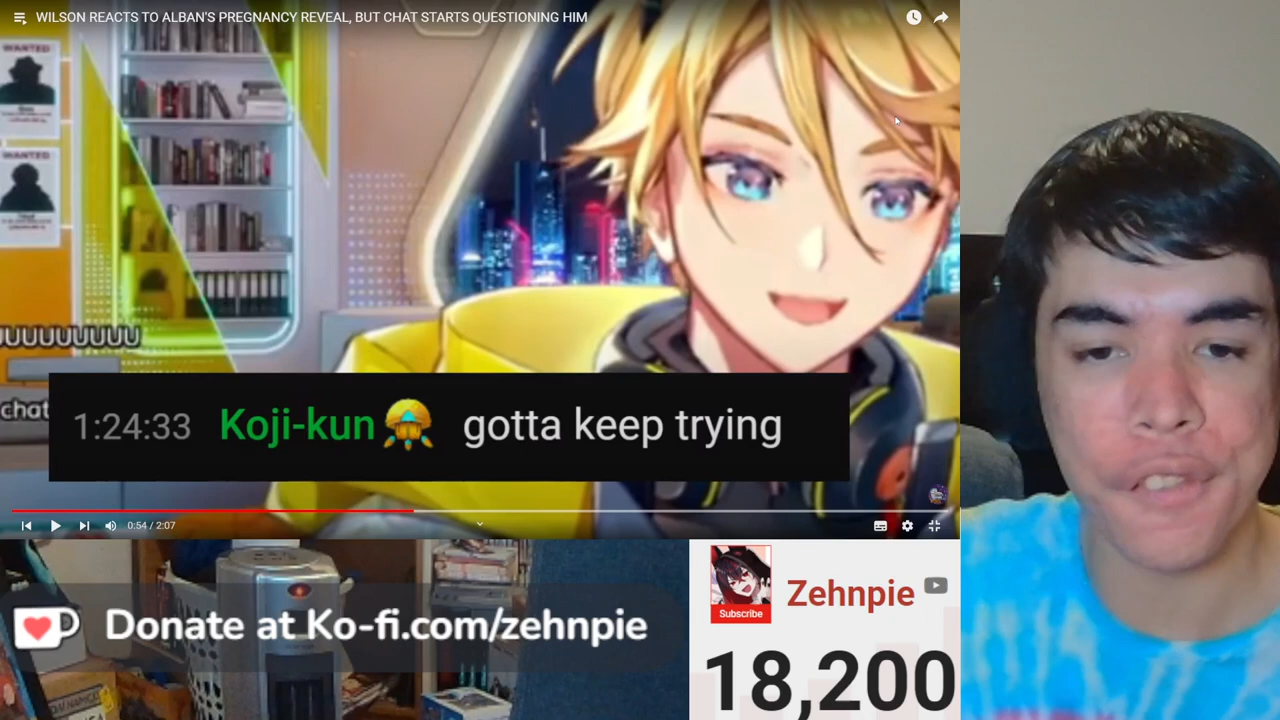 WILSON REACTS TO ALBAN'S PREGNANCY REVEAL, BUT CHAT STARTS QUESTIONING HIM
WANTED
WANTED
UUUUUUUUU
chat
1:24:33 Koji-kun gotta keep trying
0:54 / 2:07
Donate at Ko-fi.com/zehnpie
Subscribe
Zehnpie
18,200